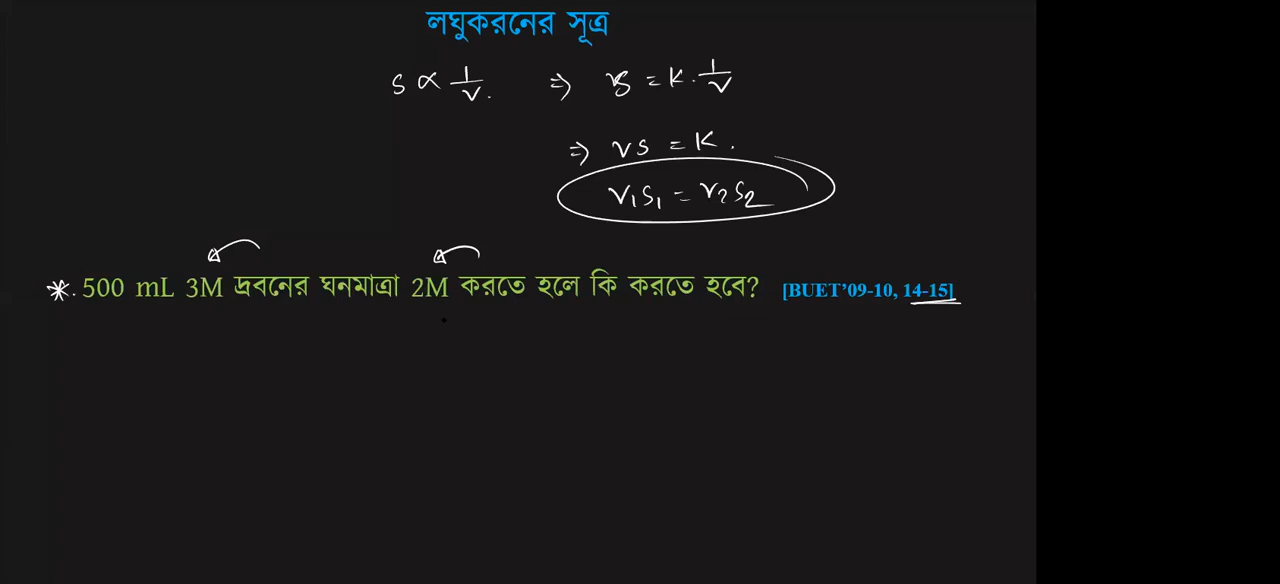 লঘুকরনের সূত্র
S ∝ 1/V. ⇒ S = K. 1/V
⇒ VS = K.
V₁S₁ = V₂S₂
*. 500 mL 3M দ্রবনের ঘনমাত্রা 2M করতে হলে কি করতে হবে? [BUET’09-10, 14-15]